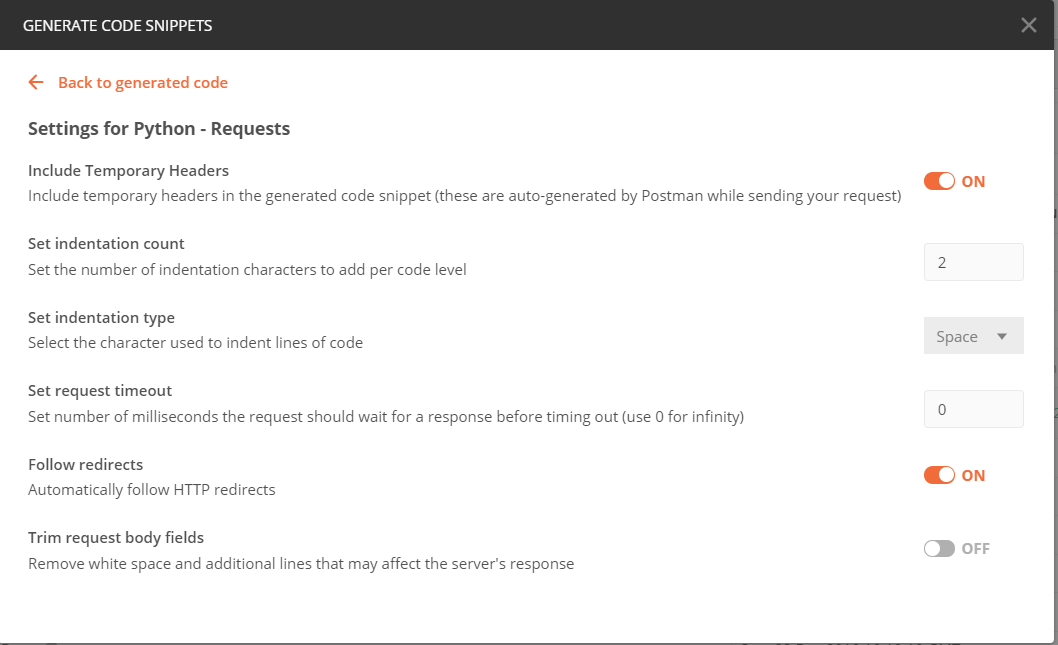 GENERATE CODE SNIPPETS
Back to generated code
Settings for Python - Requests
Include Temporary Headers
Include temporary headers in the generated code snippet (these are auto-generated by Postman while sending your request)
ON
Set indentation count
Set the number of indentation characters to add per code level
2
Set indentation type
Select the character used to indent lines of code
Space
Set request timeout
Set number of milliseconds the request should wait for a response before timing out (use 0 for infinity)
0
Follow redirects
Automatically follow HTTP redirects
ON
Trim request body fields
Remove white space and additional lines that may affect the server's response
OFF